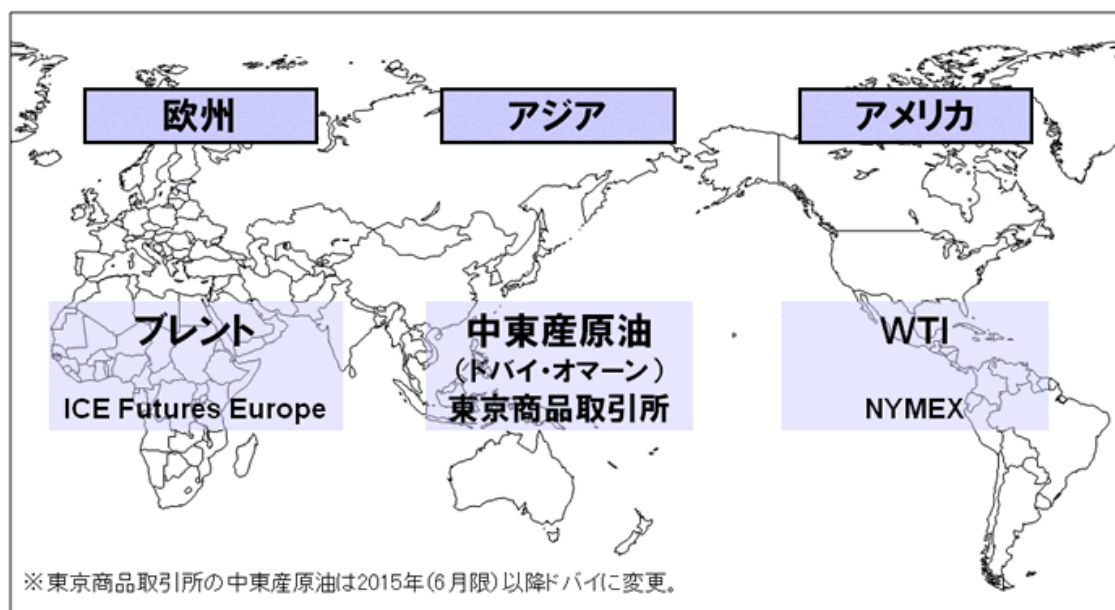 欧州
アジア
アメリカ
ブレント
ICE Futures Europe
中東産原油
(ドバイ・オマーン)
東京商品取引所
WTI
NYMEX
※東京商品取引所の中東産原油は2015年(6月限)以降ドバイに変更。